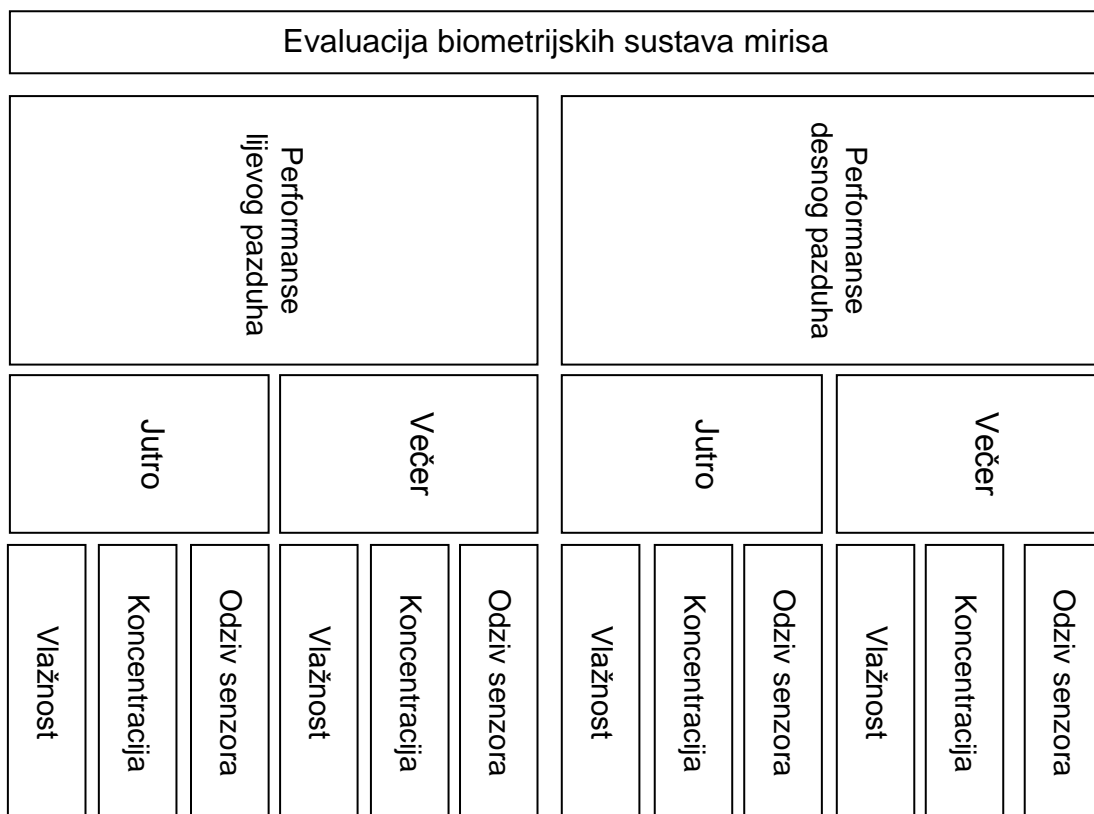 Evaluacija biometrijskih sustava mirisa
Performanse
lijevog pazduha
Performanse
desnog pazduha
Jutro
Večer
Jutro
Večer
Vlažnost
Koncentracija
Odziv senzora
Vlažnost
Koncentracija
Odziv senzora
Vlažnost
Koncentracija
Odziv senzora
Vlažnost
Koncentracija
Odziv senzora